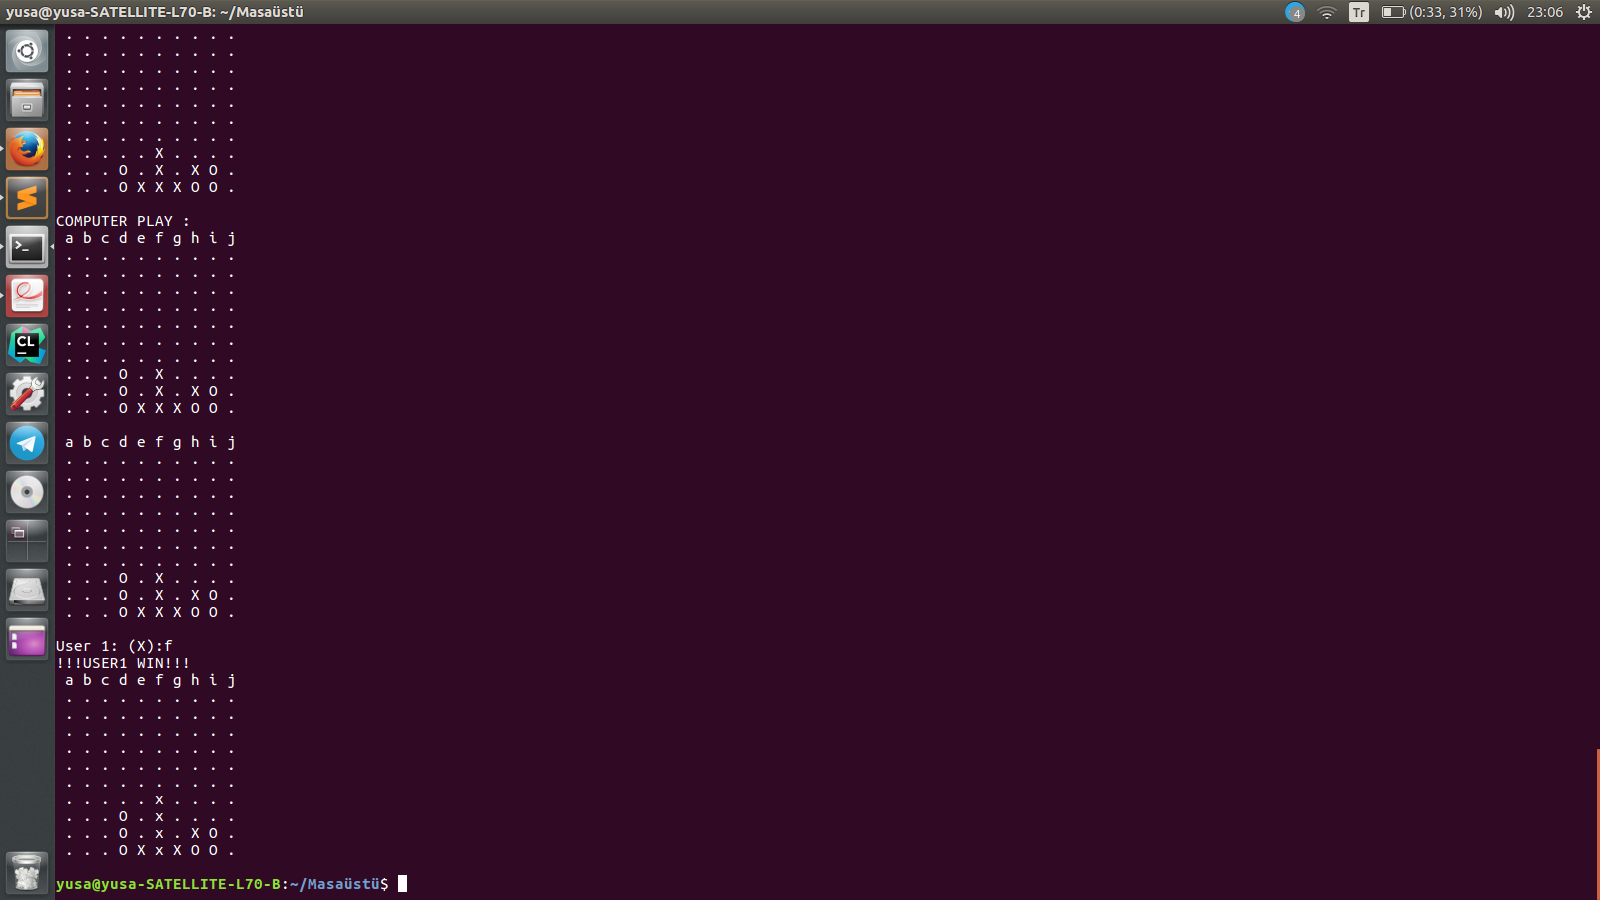 yusa@yusa-SATELLITE-L70-B: ~/Masaüstü
4 Tr (0:33, 31%) 23:06
. . . . . . . . . .
. . . . . . . . . .
. . . . . . . . . .
. . . . . . . . . .
. . . . . . . . . .
. . . . . . . . . .
. . . . . . . . . .
. . . . . X . . . .
. . . O . X . X O .
. . . O X X X O O .
COMPUTER PLAY :
a b c d e f g h i j
. . . . . . . . . .
. . . . . . . . . .
. . . . . . . . . .
. . . . . . . . . .
. . . . . . . . . .
. . . . . . . . . .
. . . . . . . . . .
. . . O . X . . . .
. . . O . X . X O .
. . . O X X X O O .
a b c d e f g h i j
. . . . . . . . . .
. . . . . . . . . .
. . . . . . . . . .
. . . . . . . . . .
. . . . . . . . . .
. . . . . . . . . .
. . . . . . . . . .
. . . O . X . . . .
. . . O . X . X O .
. . . O X X X O O .
User 1: (X):f
!!!USER1 WIN!!!
a b c d e f g h i j
. . . . . . . . . .
. . . . . . . . . .
. . . . . . . . . .
. . . . . . . . . .
. . . . . . . . . .
. . . . . . . . . .
. . . . . x . . . .
. . . O . x . . . .
. . . O . x . X O .
. . . O X x X O O .
yusa@yusa-SATELLITE-L70-B:~/Masaüstü$
CL